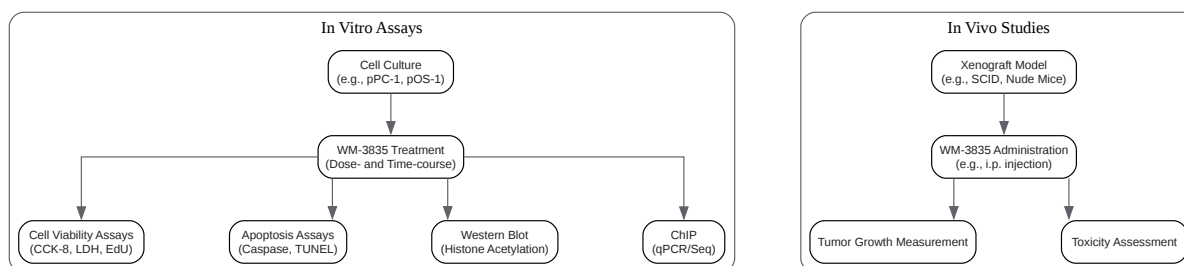 In Vitro Assays
Cell Culture
(e.g., pPC-1, pOS-1)
WM-3835 Treatment
(Dose- and Time-course)
Cell Viability Assays
(CCK-8, LDH, EdU)
Apoptosis Assays
(Caspase, TUNEL)
Western Blot
(Histone Acetylation)
ChIP
(qPCR/Seq)
In Vivo Studies
Xenograft Model
(e.g., SCID, Nude Mice)
WM-3835 Administration
(e.g., i.p. injection)
Tumor Growth Measurement
Toxicity Assessment